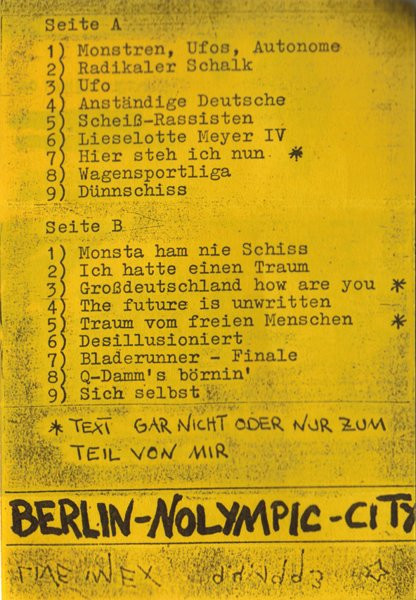 Seite A
1) Monstren, Ufos, Autonome
2) Radikaler Schalk
3) Ufo
4) Anständige Deutsche
5) Scheiß-Rassisten
6) Lieselotte Meyer IV
7) Hier steh ich nun *
8) Wagensportliga
9) Dünnschiss
Seite B
1) Monsta ham nie Schiss
2) Ich hatte einen Traum
3) Großdeutschland how are you *
4) The future is unwritten
5) Traum vom freien Menschen *
6) Desillusioniert
7) Bladerunner - Finale
8) Q-Damm's börnin'
9) Sich selbst
* TEXT GAR NICHT ODER NUR ZUM
TEIL VON MIR
BERLIN-NOLYMPIC-CITY
LIVE IN EX